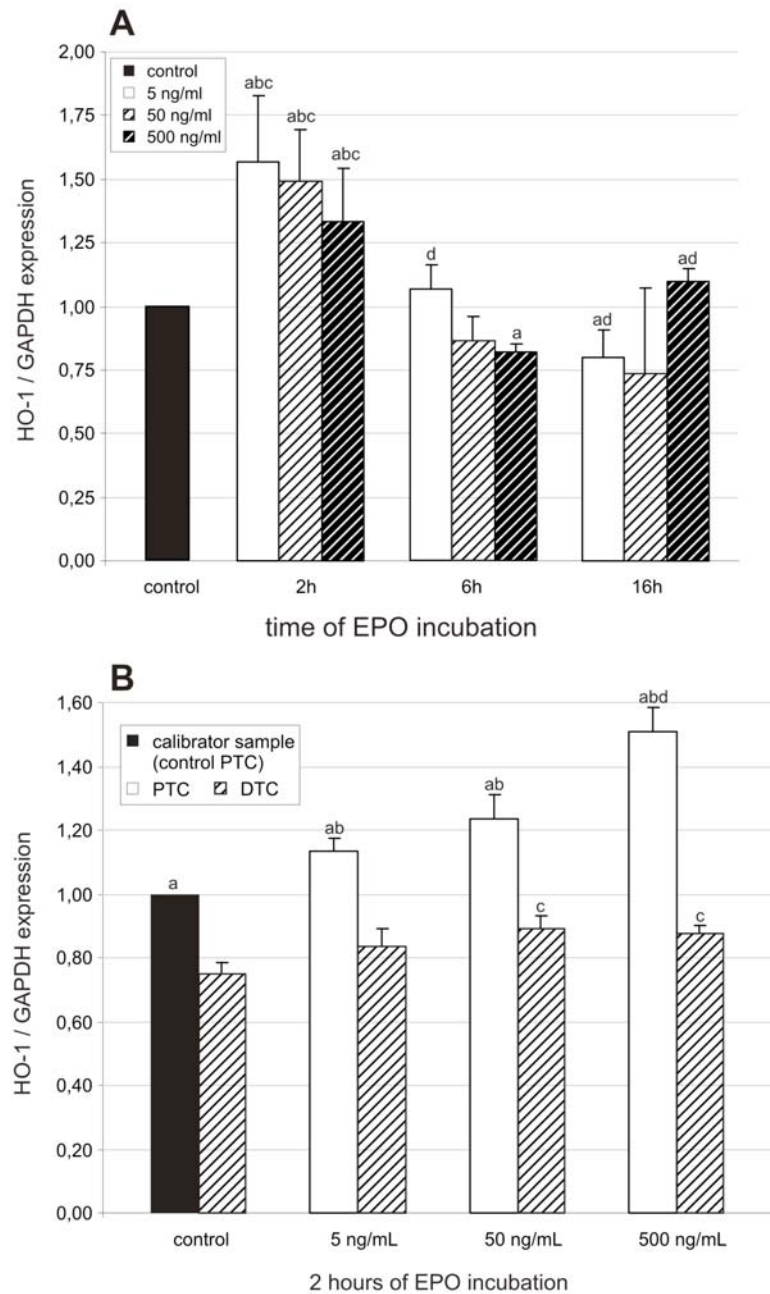 A
2,00
1,75
1,50
1,25
1,00
0,75
0,50
0,25
0,00
HO-1 / GAPDH expression
control
5 ng/ml
50 ng/ml
500 ng/ml
abc
abc
abc
d
a
ad
ad
control 2h 6h 16h
time of EPO incubation
B
1,60
1,40
1,20
1,00
0,80
0,60
0,40
0,20
0,00
HO-1 / GAPDH expression
calibrator sample
(control PTC)
PTC DTC
a
ab
ab
c
abd
c
control 5 ng/mL 50 ng/mL 500 ng/mL
2 hours of EPO incubation